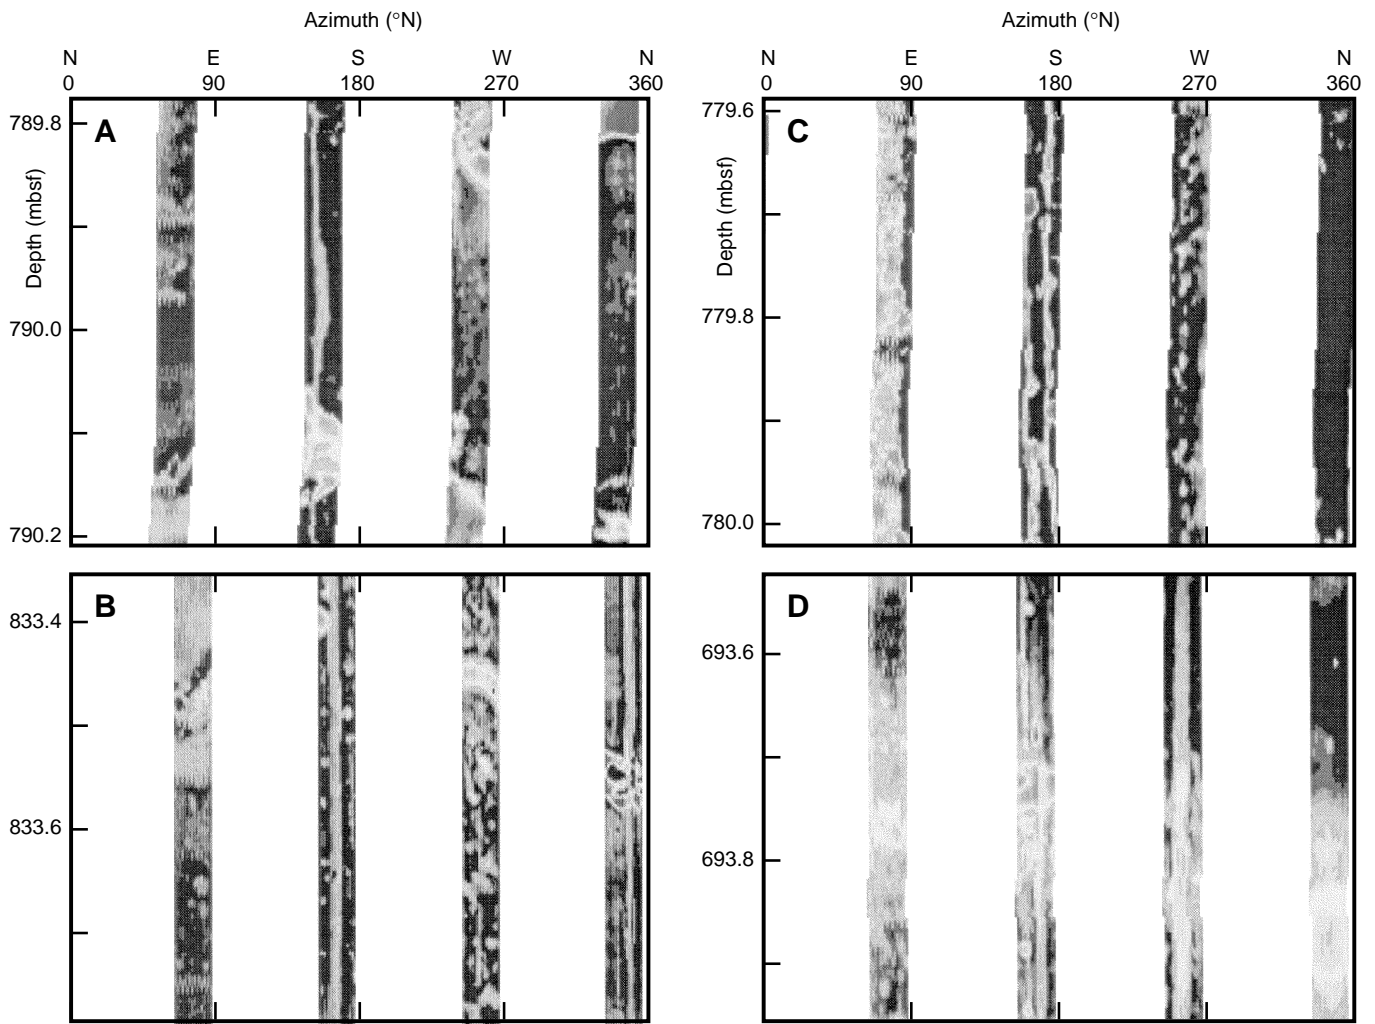 Azimuth (°N)
N E S W N
0 90 180 270 360
A
Depth (mbsf)
789.8
790.0
790.2
B
833.4
833.6
Azimuth (°N)
N E S W N
0 90 180 270 360
C
Depth (mbsf)
779.6
779.8
780.0
D
693.6
693.8